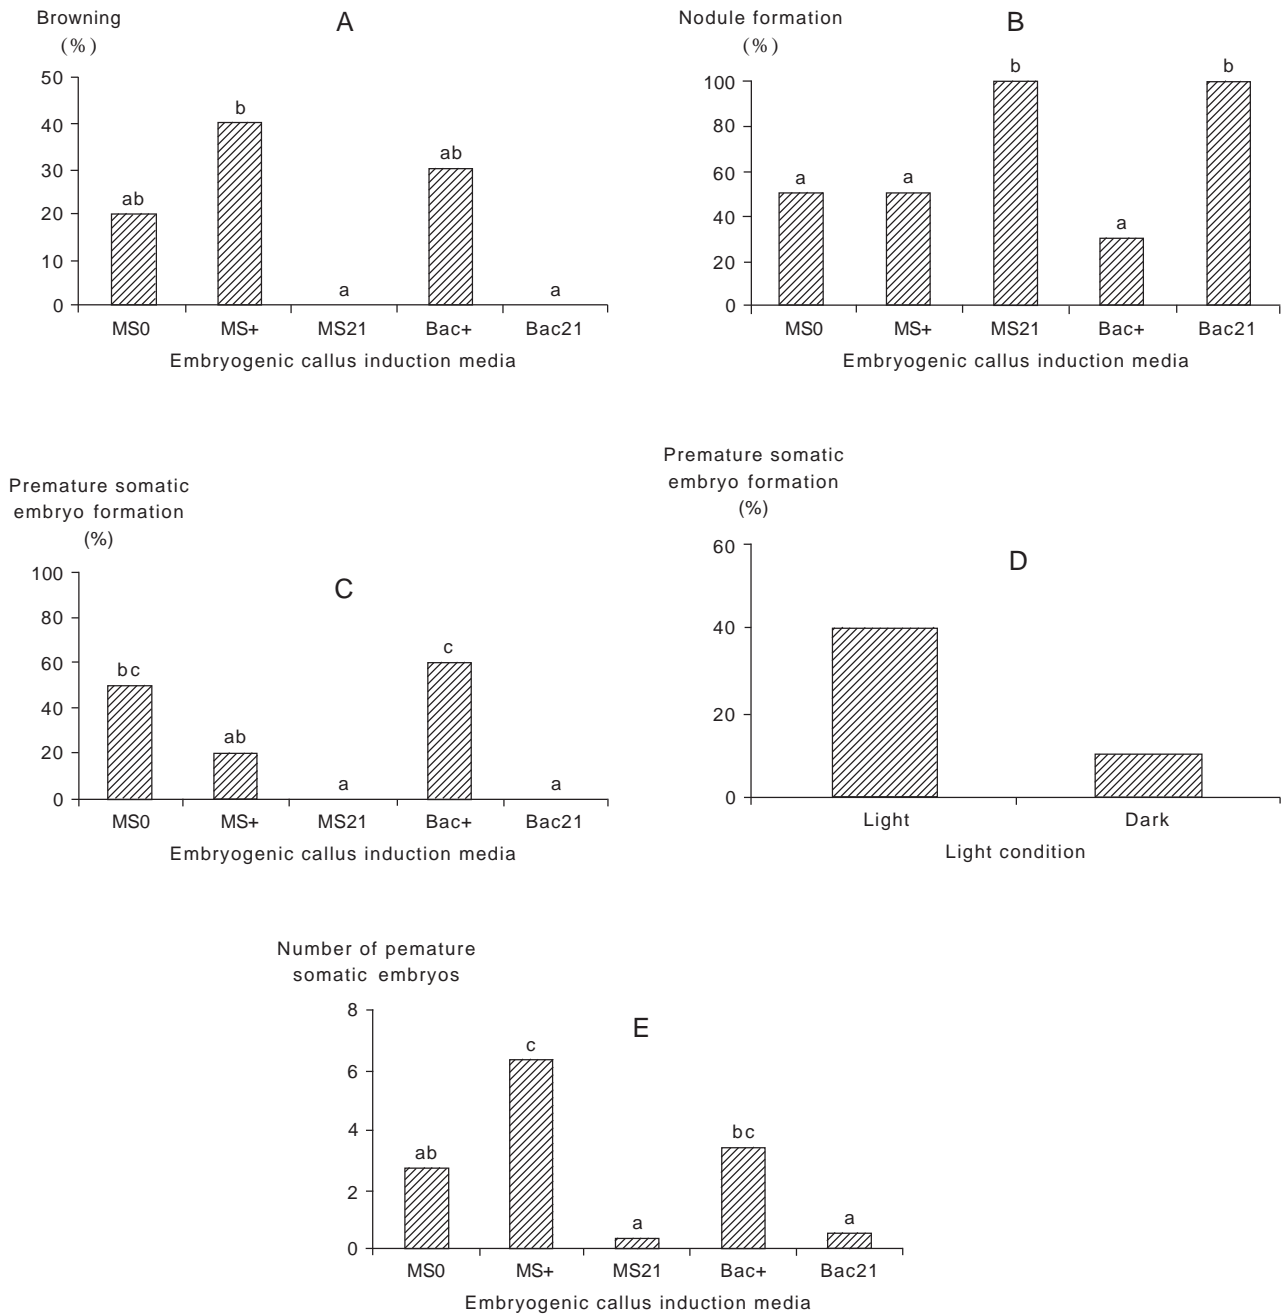 Browning
(%)
A
50
40
30
20
10
0
ab
b
a
ab
a
MS0 MS+ MS21 Bac+ Bac21
Embryogenic callus induction media
Nodule formation
(%)
B
100
80
60
40
20
0
a
a
b
a
b
MS0 MS+ MS21 Bac+ Bac21
Embryogenic callus induction media
Premature somatic
embryo formation
(%)
C
100
80
60
40
20
0
bc
ab
a
c
a
MS0 MS+ MS21 Bac+ Bac21
Embryogenic callus induction media
Premature somatic
embryo formation
(%)
D
60
40
20
0
Light Dark
Light condition
Number of pemature
somatic embryos
E
8
6
4
2
0
ab
c
a
bc
a
MS0 MS+ MS21 Bac+ Bac21
Embryogenic callus induction media